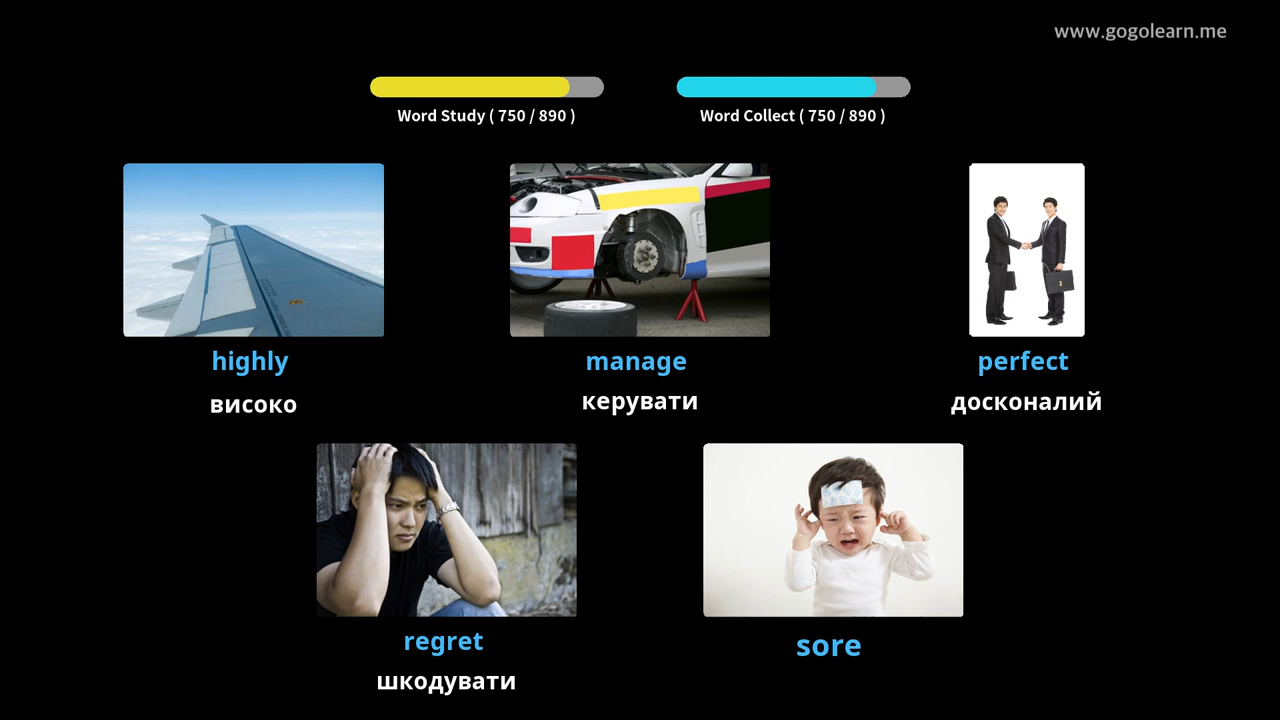 www.gogolearn.me
Word Study ( 750 / 890 )
Word Collect ( 750 / 890 )
highly
високо
manage
керувати
perfect
досконалий
regret
шкодувати
sore